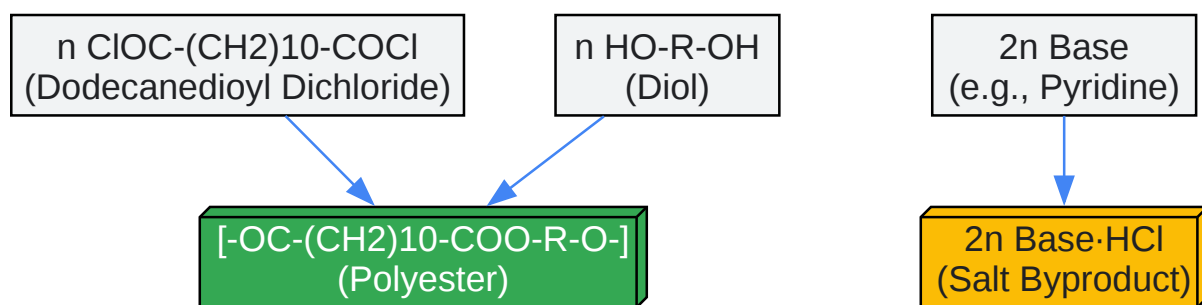 n ClOC-(CH2)10-COCl
(Dodecanedioyl Dichloride)
n HO-R-OH
(Diol)
2n Base
(e.g., Pyridine)
[-OC-(CH2)10-COO-R-O-]
(Polyester)
2n Base·HCl
(Salt Byproduct)